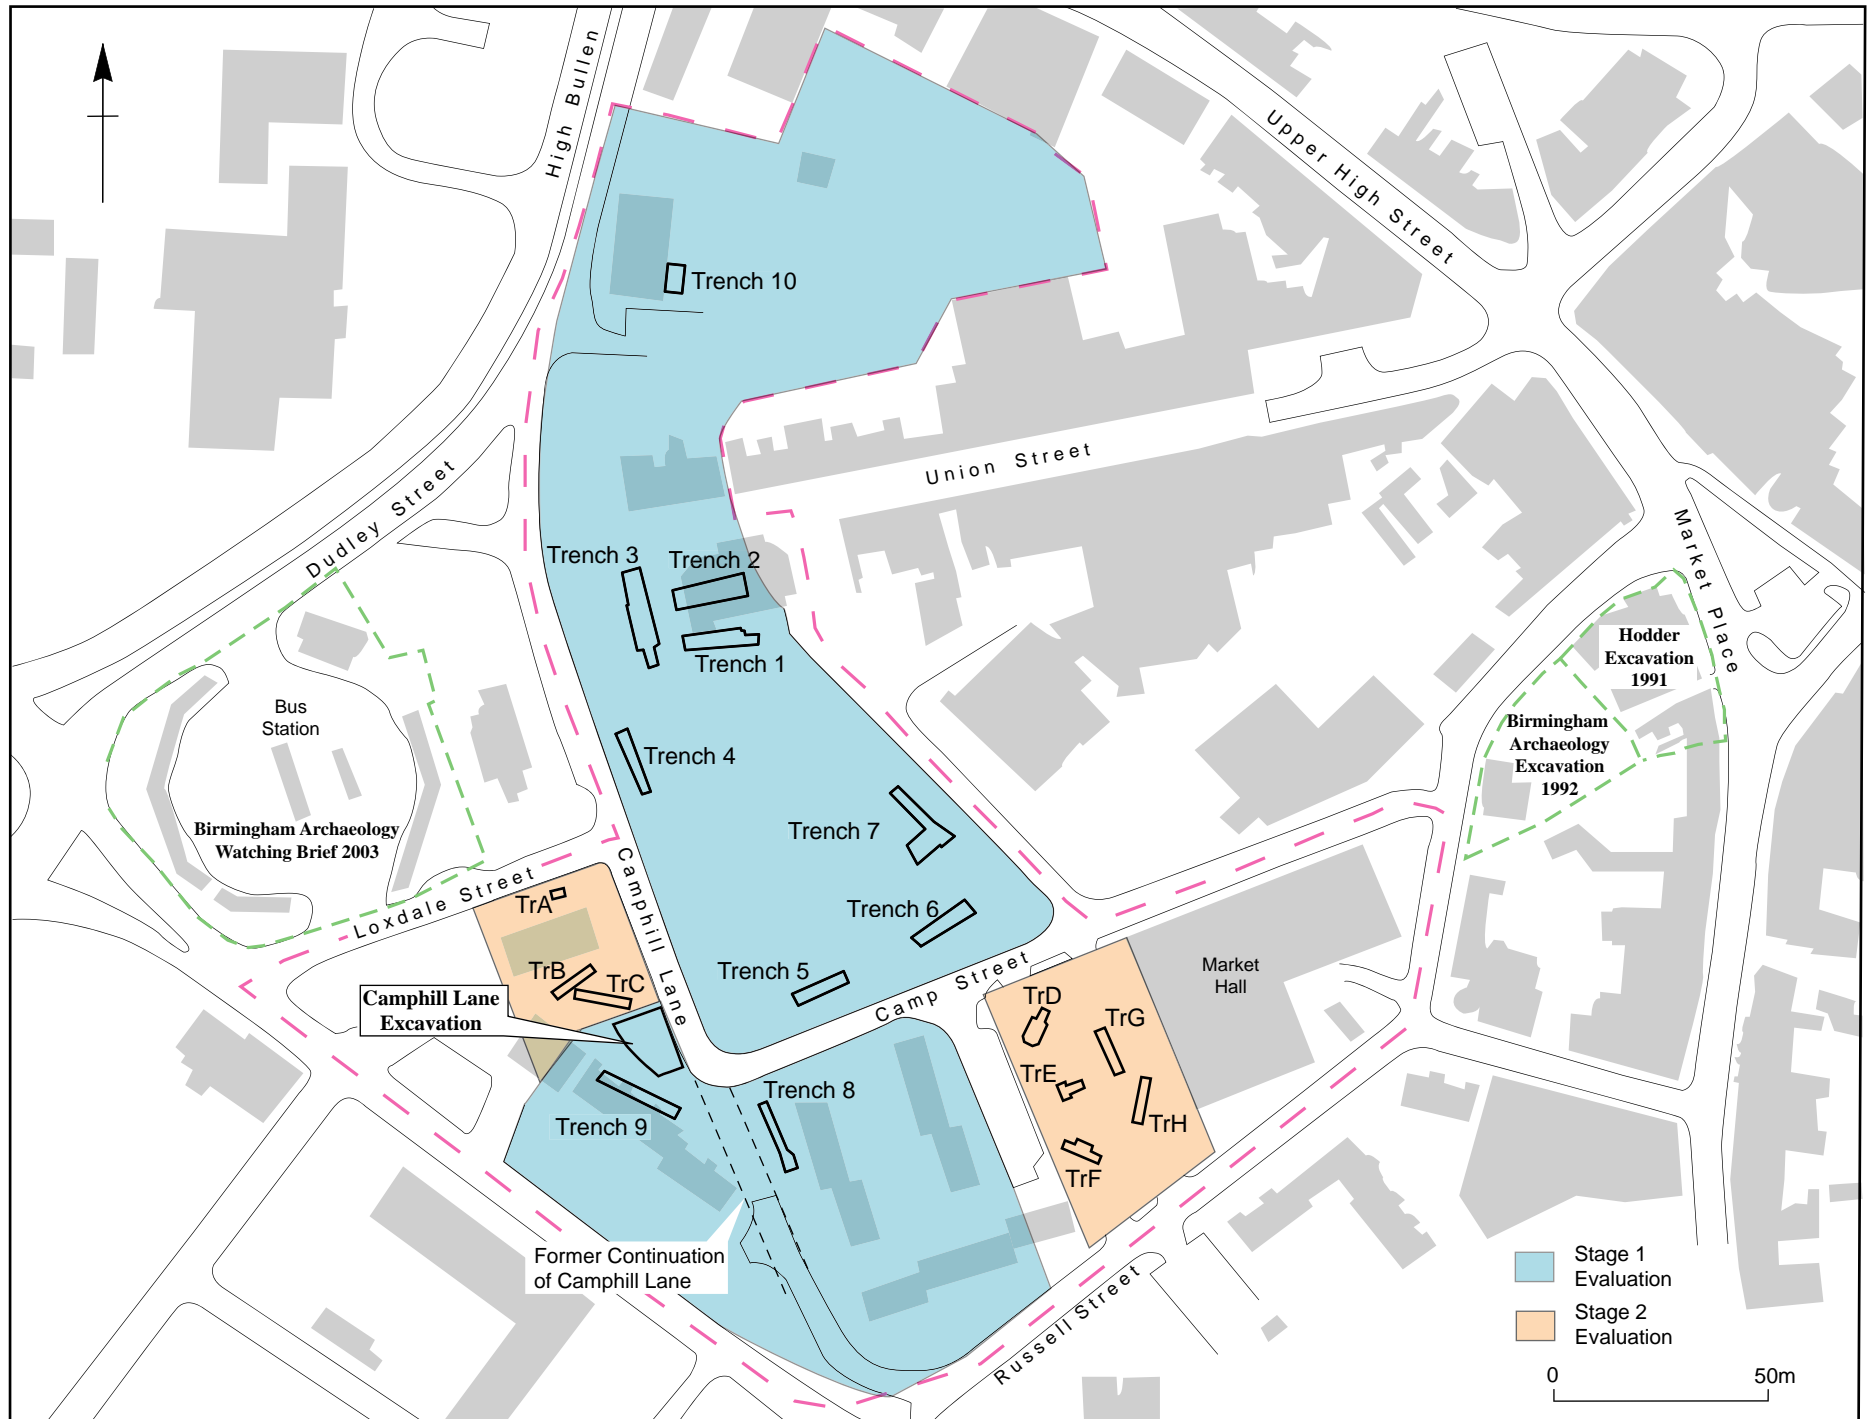 High Bullen
Upper High Street
Trench 10
Union Street
Dudley Street
Market Place
Trench 3
Trench 2
Trench 1
Hodder
Excavation
1991
Bus
Station
Birmingham
Archaeology
Excavation
1992
Trench 4
Trench 7
Birmingham Archaeology
Watching Brief 2003
Camphill Lane
Loxdale Street
TrA
Trench 6
TrB
TrC
Trench 5
Camp Street
Market
Hall
Camphill Lane
Excavation
TrD
TrG
TrE
Trench 8
TrH
Trench 9
TrF
Former Continuation
of Camphill Lane
Russell Street
Stage 1
Evaluation
Stage 2
Evaluation
0 50m